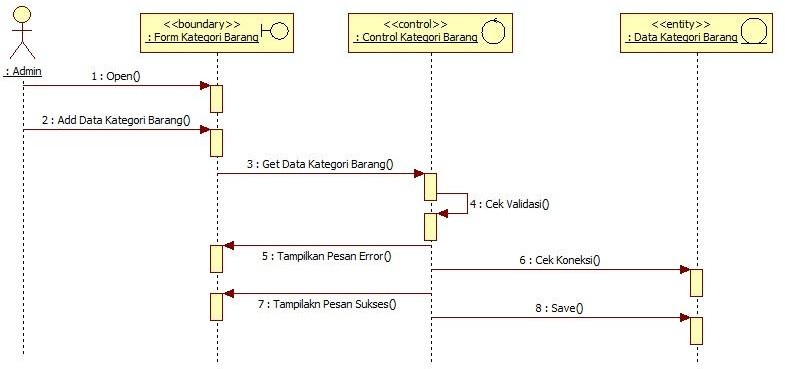 <<boundary>>
: Form Kategori Barang
<<control>>
: Control Kategori Barang
<<entity>>
: Data Kategori Barang
: Admin
1 : Open()
2 : Add Data Kategori Barang()
3 : Get Data Kategori Barang()
4 : Cek Validasi()
5 : Tampilkan Pesan Error()
6 : Cek Koneksi()
7 : Tampilakn Pesan Sukses()
8 : Save()